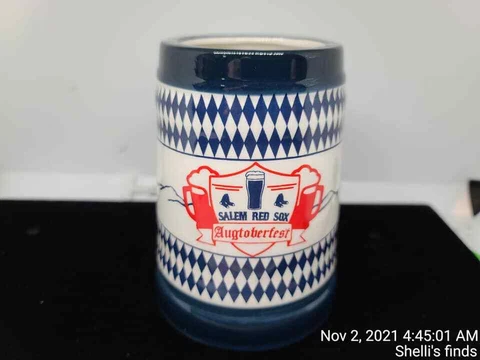 SALEM RED SOX
Augtoberfest
Nov 2, 2021 4:45:01 AM
Shelli's finds